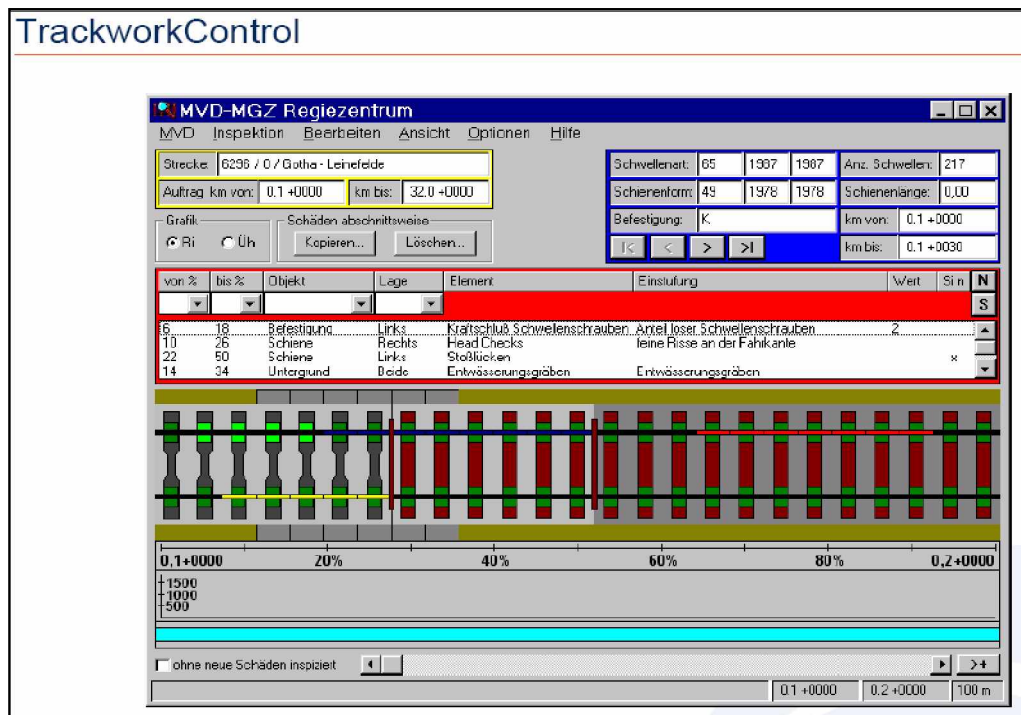 TrackworkControl
MVD-MGZ Regiezentrum
MVD Inspektion Beerbeiten Ansicht Optionen Hilfe
Strecke: 6296 / 0 / Gotha - Leinefelde
Auftrag km von: 0.1 +0000 km bis: 32.0 +0000
Schwellenart: 65 1987 1987 Anz. Schwellen: 217
Schienenform: 49 1978 1978 Schienenlänge: 0,00
Befestigung: K km von: 0.1 +0000
|< < > >| km bis: 0.1 +0030
Grafik Schäden abschnittsweise
Ri Üh Kopieren... Löschen...
von % bis % Objekt Lage Element Einstufung Wert Si n N
S
6 18 Befestigung Links Kraftschluß Schwellenschrauben Anteil loser Schwellenschrauben 2
10 26 Schiene Rechts Head Checks feine Risse an der Fahrkante
22 50 Schiene Links Stoßlücken x
14 34 Untergrund Beide Entwässerungsgräben Entwässerungsgräben
0,1+0000 20% 40% 60% 80% 0,2+0000
1500
1000
500
ohne neue Schäden inspiziert >+
0.1 +0000 0.2 +0000 100 m